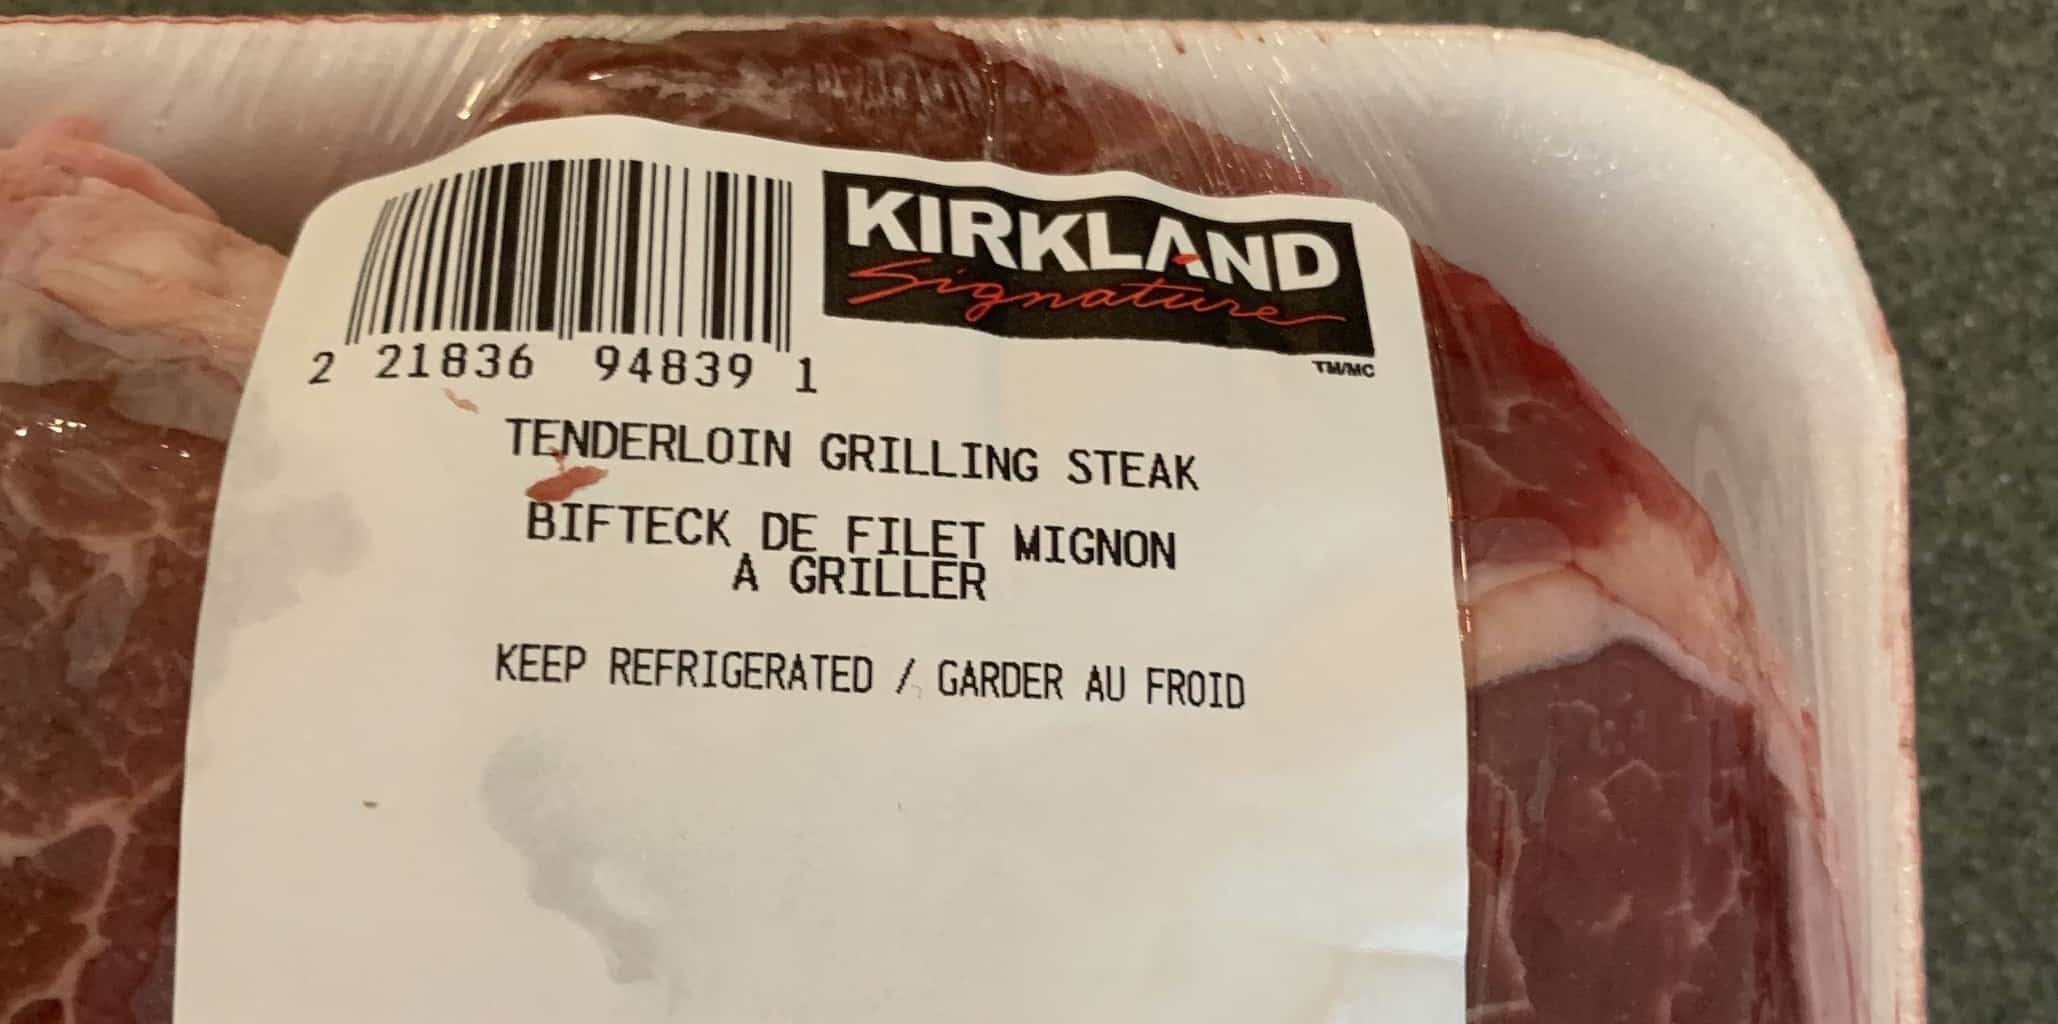 KIRKLAND
Signature
TM/MC
2 21836 94839 1
TENDERLOIN GRILLING STEAK
BIFTECK DE FILET MIGNON
A GRILLER
KEEP REFRIGERATED / GARDER AU FROID